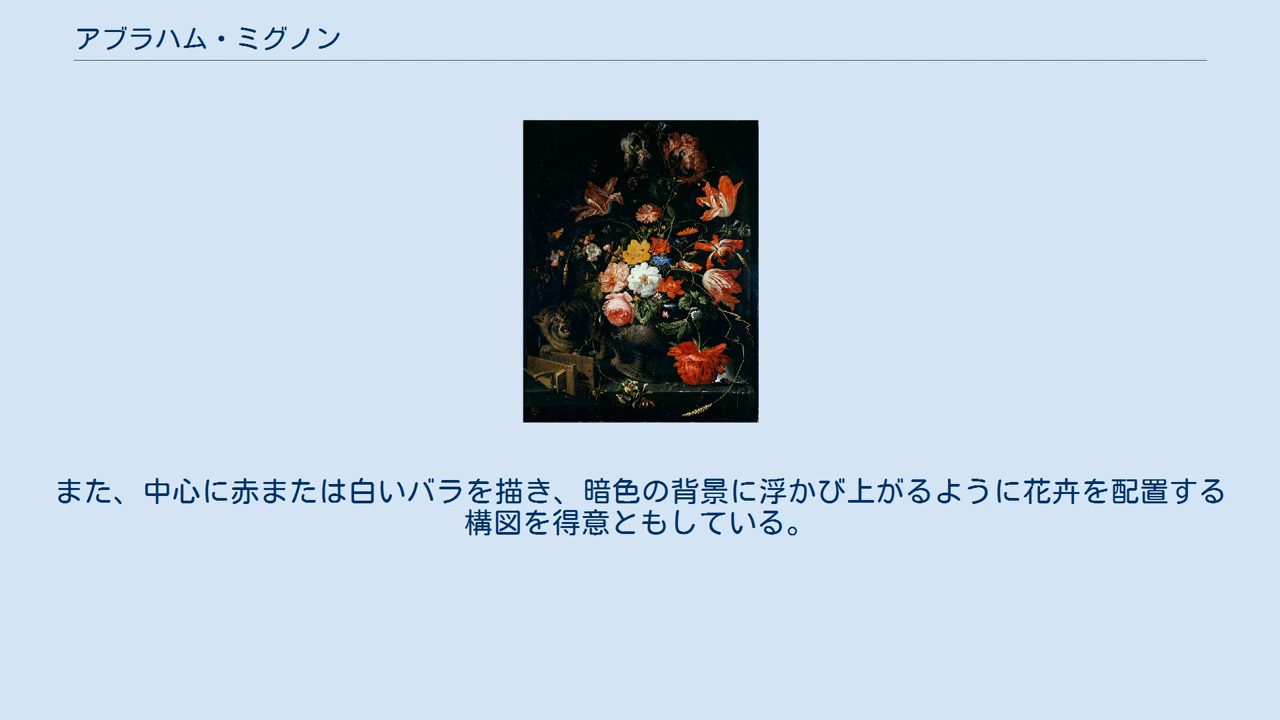 アブラハム・ミグノン
また、中心に赤または白いバラを描き、暗色の背景に浮かび上がるように花卉を配置する
構図を得意ともしている。